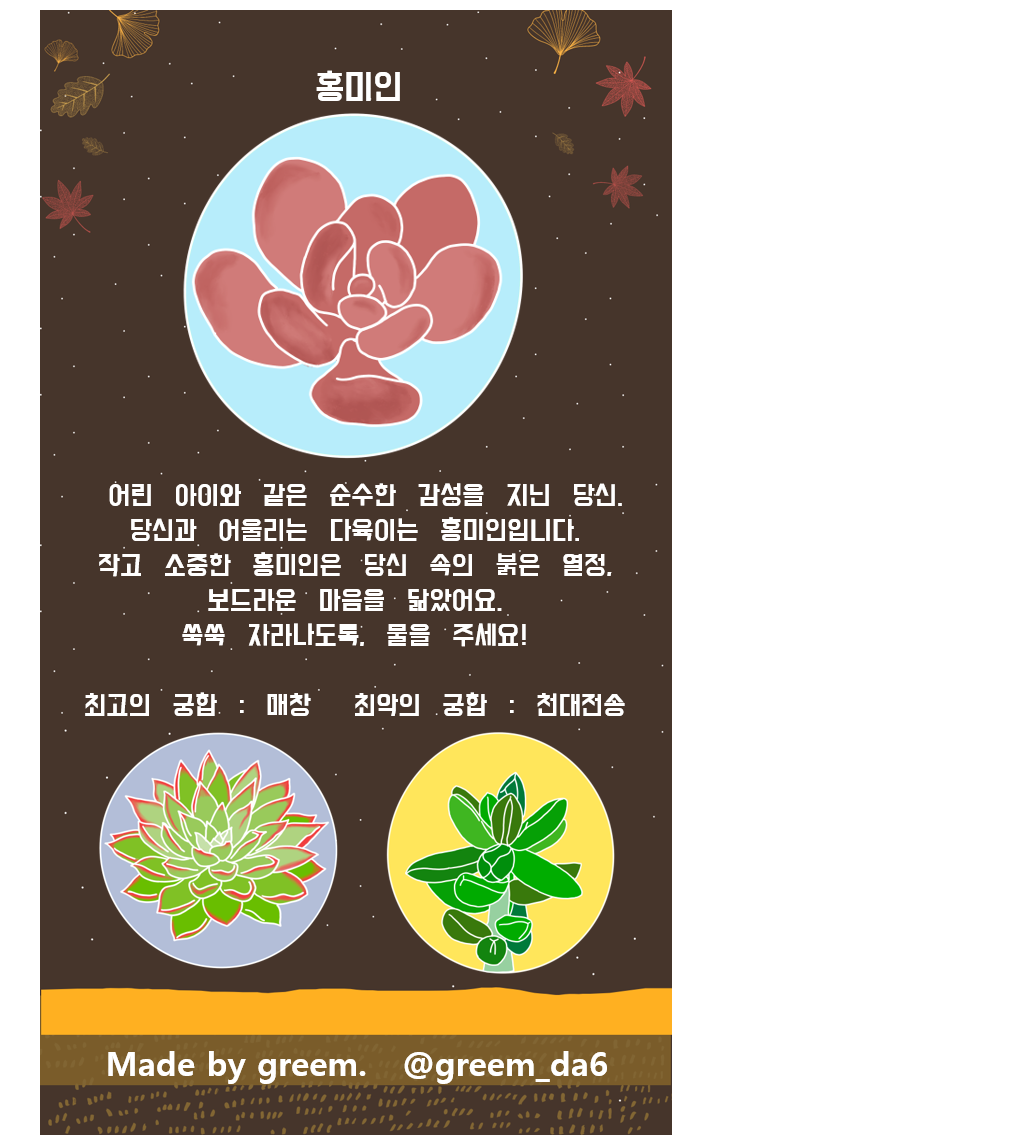 홍미인
어린 아이와 같은 순수한 감성을 지닌 당신.
당신과 어울리는 다육이는 홍미인입니다.
작고 소중한 홍미인은 당신 속의 붉은 열정,
보드라운 마음을 닮았어요.
쑥쑥 자라나도록, 물을 주세요!
최고의 궁합 : 매창 최악의 궁합 : 천대전송
Made by greem. @greem_da6